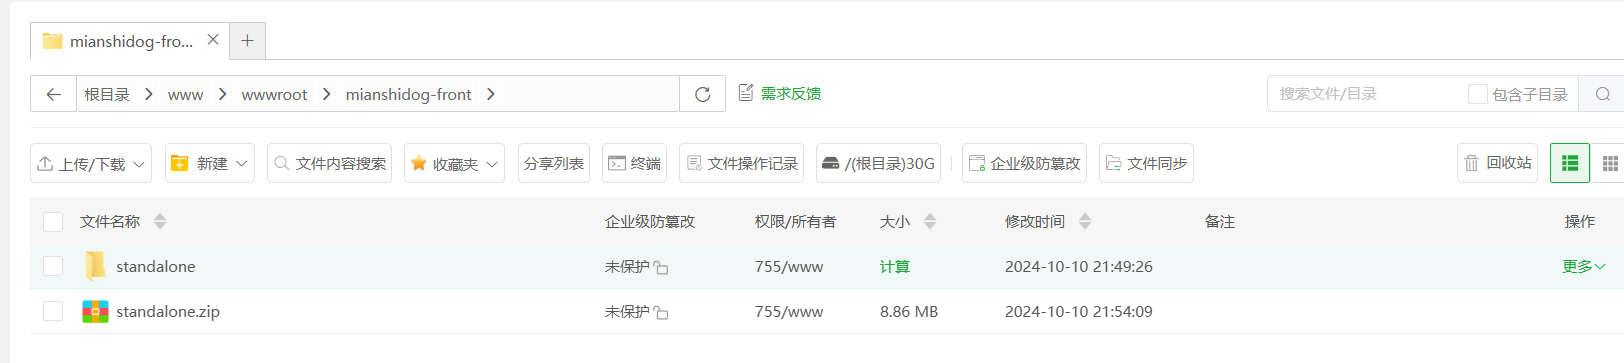 mianshidog-fro...
根目录 www wwwroot mianshidog-front 需求反馈 搜索文件/目录 包含子目录
上传/下载 新建 文件内容搜索 收藏夹 分享列表 终端 文件操作记录 /(根目录)30G 企业级防篡改 文件同步 回收站
文件名称 企业级防篡改 权限/所有者 大小 修改时间 备注 操作
standalone 未保护 755/www 计算 2024-10-10 21:49:26 更多
standalone.zip 未保护 755/www 8.86 MB 2024-10-10 21:54:09